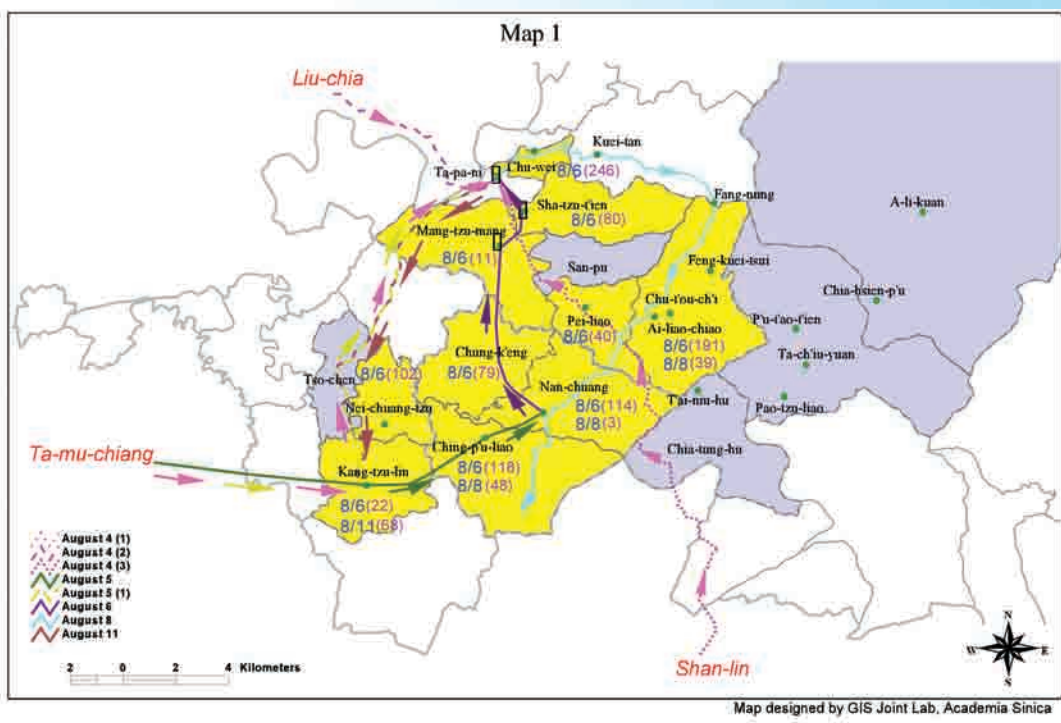 Map 1
Liu-chia
Kuei-tan
Chu-wei
Ta-pa-ni
8/6(246)
Fang-nung
A-li-kuan
Sha-tzu-t'ien
8/6(80)
Mang-tzu-mang
8/6(11)
San-pu
Feng-kuei-tsui
Chia-hsien-p'u
Chu-t'ou-ch'i
Pei-liao
8/6(40)
Ai-liao-chiao
8/6(191)
8/8(39)
P'u-t'ao-t'ien
Ta-ch'iu-yuan
Chung-k'eng
8/6(79)
Tso-chen
8/6(102)
Nan-chuang
8/6(114)
8/8(3)
Pao-tzu-liao
Nei-chuang-tzu
Ching-p'u-liao
8/6(118)
8/8(48)
Chia-tung-hu
Ta-mu-chiang
Kang-tzu-lin
8/6(22)
8/11(68)
August 4 (1)
August 4 (2)
August 4 (3)
August 5
August 5 (1)
August 6
August 8
August 11
2 0 2 4 Kilometers
N
W E
S
Shan-lin
Map designed by GIS Joint Lab, Academia Sinica